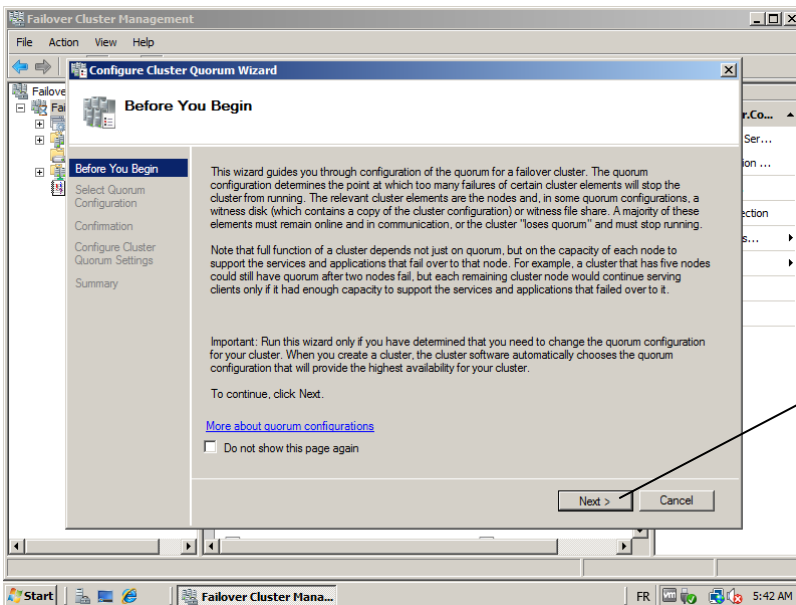 Failover Cluster Management
File Action View Help
Configure Cluster Quorum Wizard
Failove
Before You Begin
Fai
r.Co...
Ser...
ion ...
ection
s...
Before You Begin
Select Quorum
Configuration
Confirmation
Configure Cluster
Quorum Settings
Summary
This wizard guides you through configuration of the quorum for a failover cluster. The quorum
configuration determines the point at which too many failures of certain cluster elements will stop the
cluster from running. The relevant cluster elements are the nodes and, in some quorum configurations, a
witness disk (which contains a copy of the cluster configuration) or witness file share. A majority of these
elements must remain online and in communication, or the cluster "loses quorum" and must stop running.
Note that full function of a cluster depends not just on quorum, but on the capacity of each node to
support the services and applications that fail over to that node. For example, a cluster that has five nodes
could still have quorum after two nodes fail, but each remaining cluster node would continue serving
clients only if it had enough capacity to support the services and applications that failed over to it.
Important: Run this wizard only if you have determined that you need to change the quorum configuration
for your cluster. When you create a cluster, the cluster software automatically chooses the quorum
configuration that will provide the highest availability for your cluster.
To continue, click Next.
More about quorum configurations
Do not show this page again
Next > Cancel
Start Failover Cluster Mana... FR 5:42 AM